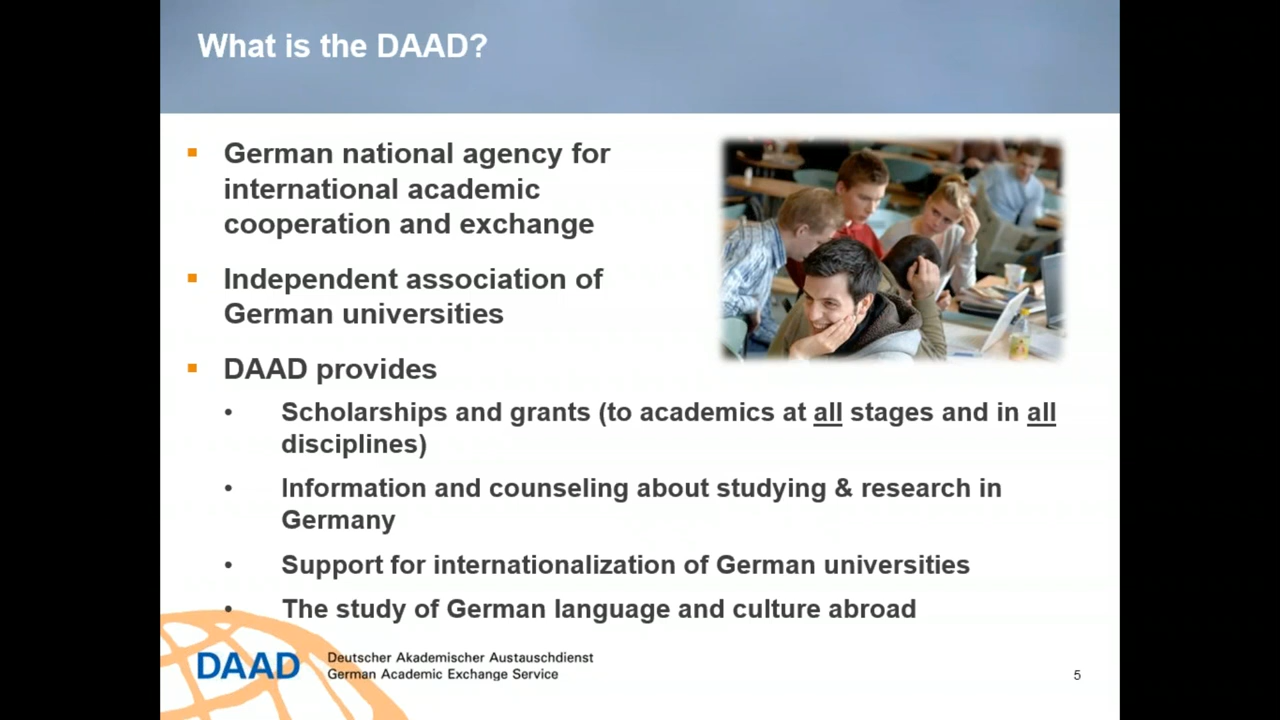 What is the DAAD?
▪ German national agency for
international academic
cooperation and exchange
▪ Independent association of
German universities
▪ DAAD provides
• Scholarships and grants (to academics at all stages and in all
disciplines)
• Information and counseling about studying & research in
Germany
• Support for internationalization of German universities
• The study of German language and culture abroad
DAAD
Deutscher Akademischer Austauschdienst
German Academic Exchange Service
5